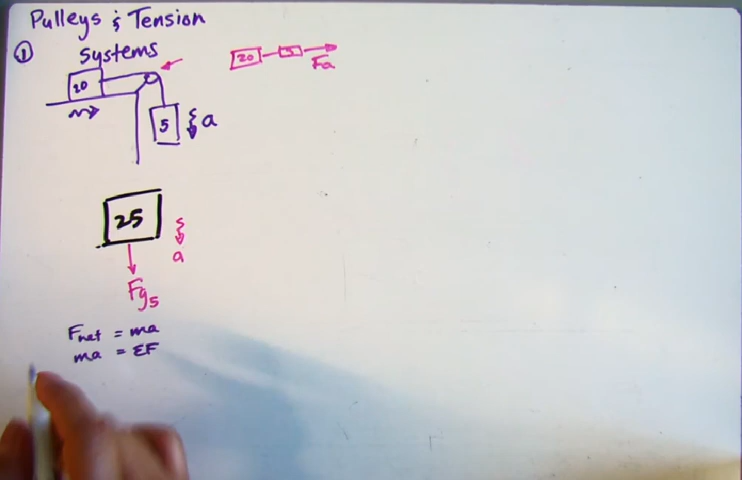 Pulleys & Tension
① Systems
20
5
a
20 5
Fa
25
a
Fg5
Fnet = ma
ma = ΣF